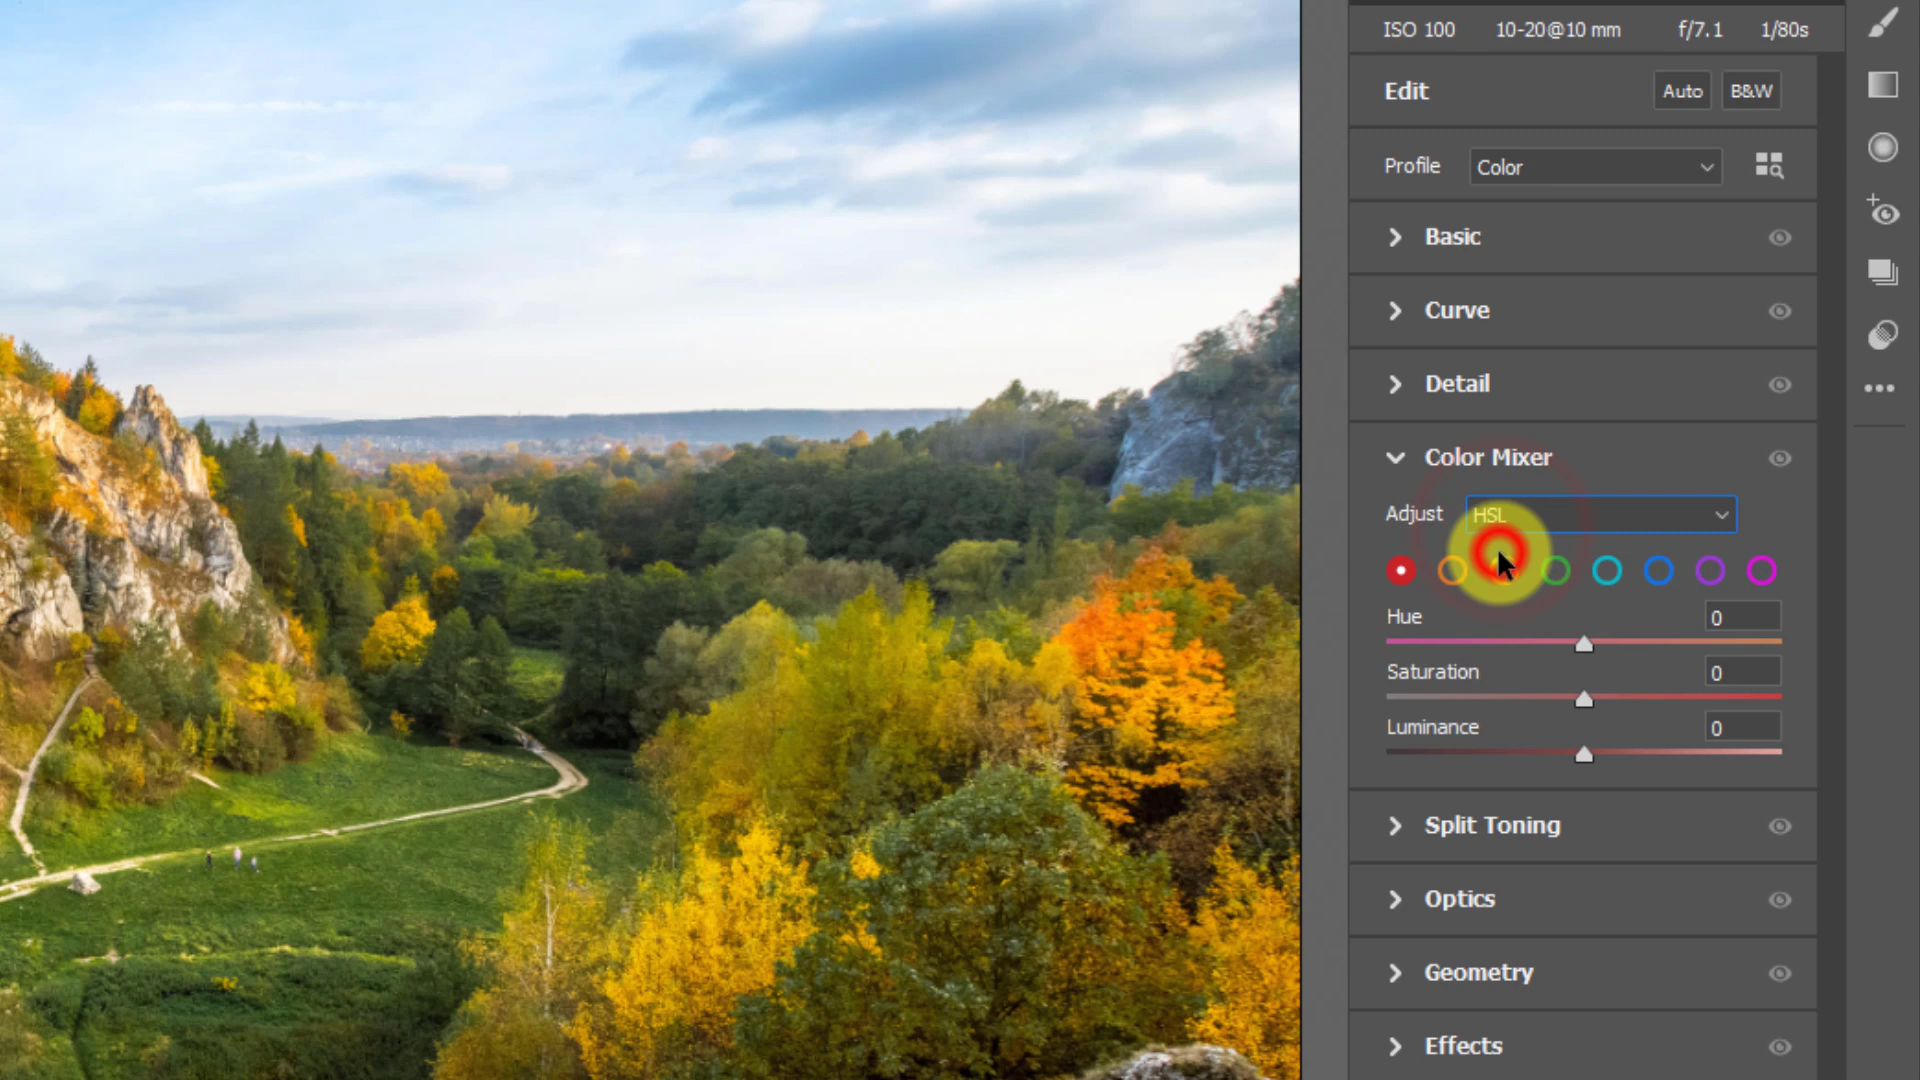 ISO 100 10-20@10 mm f/7.1 1/80s
Edit Auto B&W
Profile Color
Basic
Curve
Detail
Color Mixer
Adjust HSL
Hue 0
Saturation 0
Luminance 0
Split Toning
Optics
Geometry
Effects